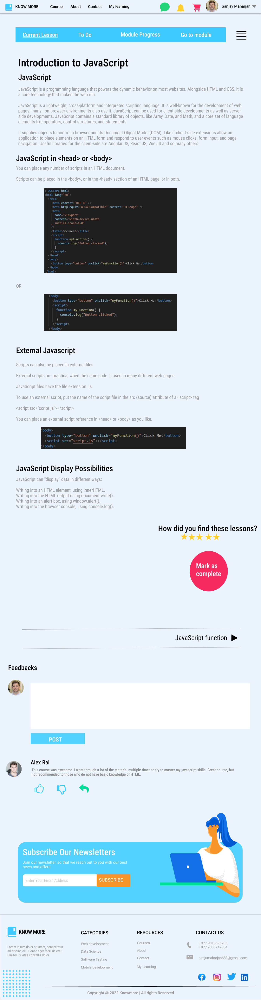 KNOW MORE Course About Contact My learning Sanjay Maharjan
Current Lesson To Do Module Progress Go to module
Introduction to JavaScript
JavaScript
JavaScript is a programming language that powers the dynamic behavior on most websites. Alongside HTML and CSS, it is
a core technology that makes the web run.
JavaScript is a lightweight, cross-platform and interpreted scripting language. It is well-known for the development of web
pages; many non-browser environments also use it. JavaScript can be used for client-side developments as well as server-
side developments. JavaScript contains a standard library of objects, like Array, Date, and Math, and a core set of language
elements like operators, control structures, and statements.
It supplies objects to control a browser and its Document Object Model (DOM). Like if client-side extensions allow an
application to place elements on an HTML form and respond to user events such as mouse clicks, form input, and page
navigation. Useful libraries for the client-side are Angular JS, React JS, Vue JS and so many others.
JavaScript in <head> or <body>
You can place any number of scripts in an HTML document.
Scripts can be placed in the <body>, or in the <head> section of an HTML page, or in both.
<!DOCTYPE html>
<html lang="en">
<head>
<meta charset="UTF-8" />
<meta http-equiv="X-UA-Compatible" content="IE=edge" />
<meta
name="viewport"
content="width=device-width
, initial-scale=1.0"
/>
<title>Document</title>
<script>
function myFunction() {
console.log("Button clicked");
}
</script>
</head>
<body>
<button type="button" onclick="myFunction()">Click Me</button>
</body>
</html>
OR
<body>
<button type="button" onclick="myFunction()">Click Me</button>
<script>
function myFunction() {
console.log("Button clicked");
}
</script>
</body>
External Javascript
Scripts can also be placed in external files
External scripts are practical when the same code is used in many different web pages.
JavaScript files have the file extension .js.
To use an external script, put the name of the script file in the src (source) attribute of a <script> tag
<script src="script.js"></script>
You can place an external script reference in <head> or <body> as you like.
<body>
<button type="button" onclick="myFunction()">Click Me</button>
<script src="script.js"></script>
</body>
JavaScript Display Possibilities
JavaScript can "display" data in different ways:
Writing into an HTML element, using innerHTML.
Writing into the HTML output using document.write().
Writing into an alert box, using window.alert().
Writing into the browser console, using console.log().
How did you find these lessons?
Mark as
complete
JavaScript function
Feedbacks
POST
Alex Rai
This course was awesome. I went through a lot of the material multiple times to try to master my javascript skills. Great course, but
not recommended to those who do not have basic knowledge of HTML.
Subscribe Our Newsletters
Join our newsletter, so that we reach out to you with our best
news and offers
Enter Your Email Address SUBSCRIBE
KNOW MORE
Lorem ipsum dolor sit amet, consectetur
adipiscing elit. Donec eget facilisis erat.
Phasellus vitae convallis dolor.
CATEGORIES
Web development
Data Science
Software Testing
Mobile Development
RESOURCES
Courses
About
Contact
My Learning
CONTACT US
+ 977 9818696705
+ 977 9803242554
sanjumaharjan683@gmail.com
Copyright @ 2022 Knowmore | All rights Reserved